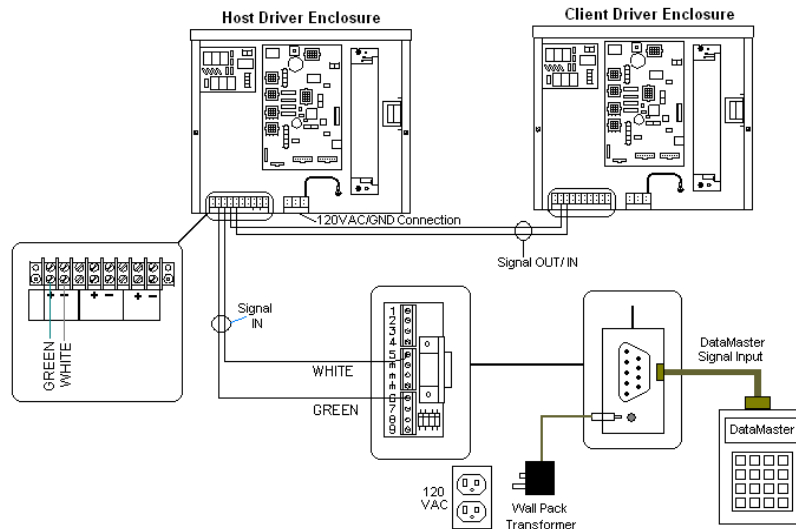 Host Driver Enclosure
Client Driver Enclosure
120VAC/GND Connection
Signal OUT/IN
+ − + − + −
GREEN
WHITE
Signal
IN
WHITE
GREEN
1
2
3
4
5
m
m
m
6
7
8
9
DataMaster
Signal Input
DataMaster
120
VAC
Wall Pack
Transformer